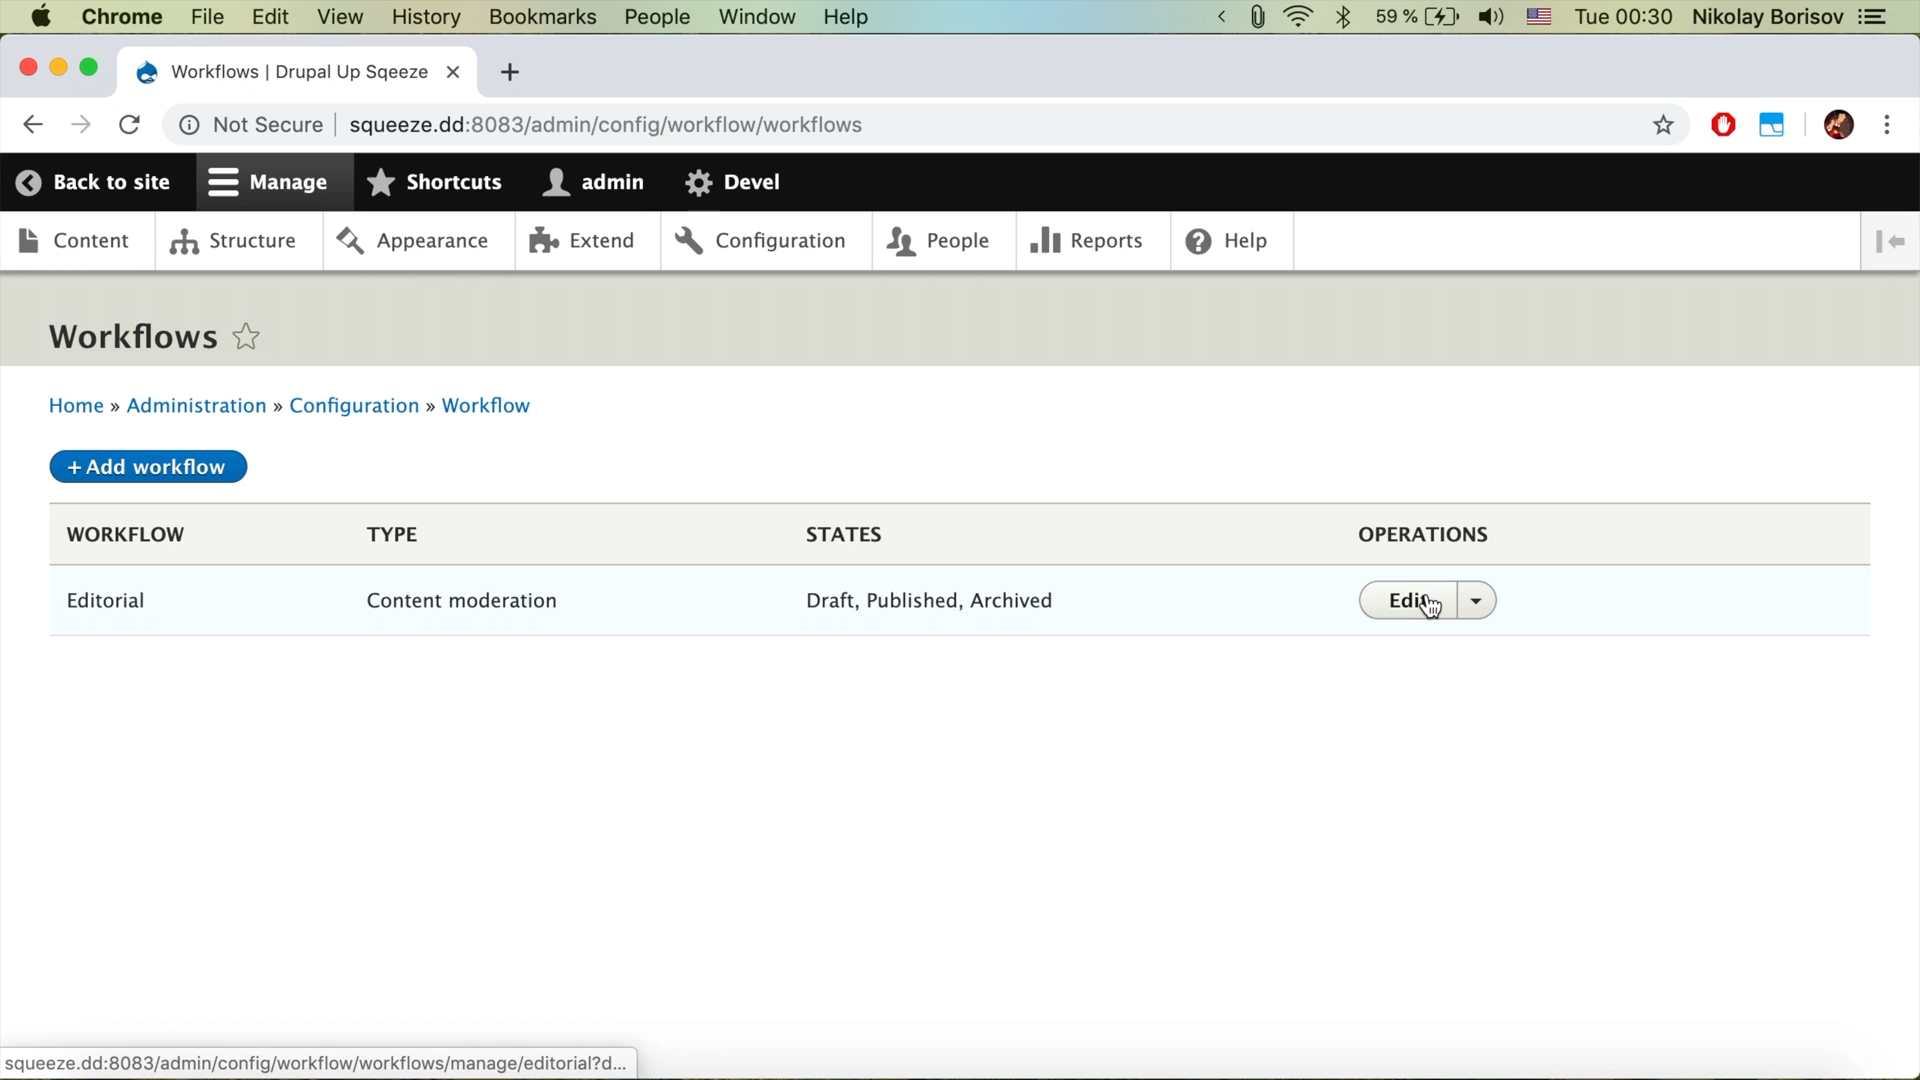 Chrome File Edit View History Bookmarks People Window Help 59 % Tue 00:30 Nikolay Borisov
Workflows | Drupal Up Sqeeze
Not Secure squeeze.dd:8083/admin/config/workflow/workflows
Back to site Manage Shortcuts admin Devel
Content Structure Appearance Extend Configuration People Reports Help
Workflows
Home » Administration » Configuration » Workflow
+ Add workflow
WORKFLOW TYPE STATES OPERATIONS
Editorial Content moderation Draft, Published, Archived Edit
squeeze.dd:8083/admin/config/workflow/workflows/manage/editorial?d...